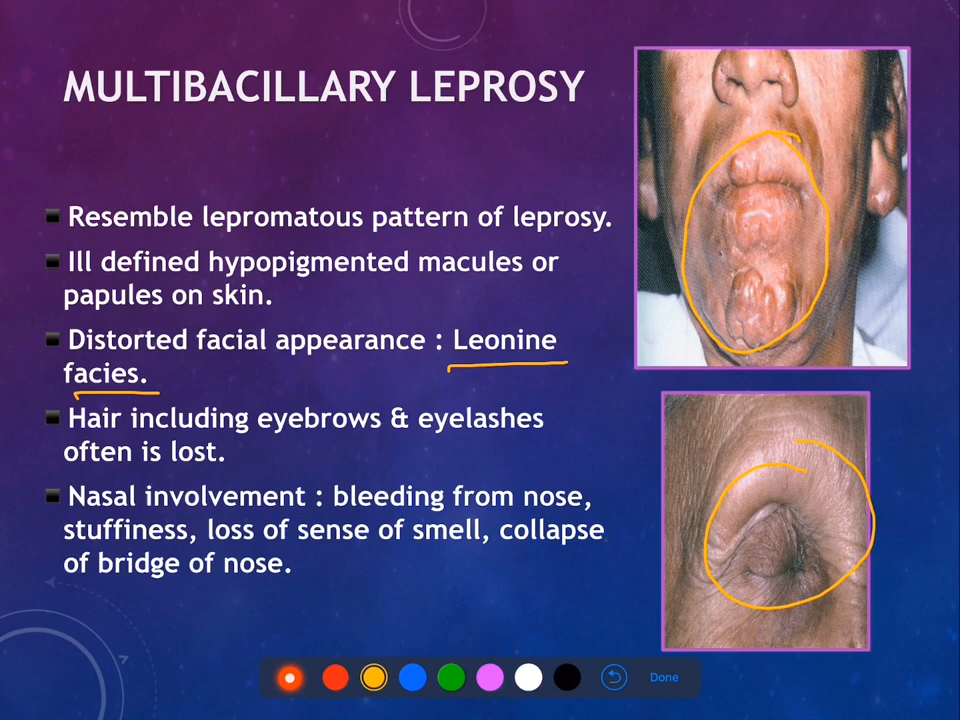 MULTIBACILLARY LEPROSY
Resemble lepromatous pattern of leprosy.
Ill defined hypopigmented macules or
papules on skin.
Distorted facial appearance : Leonine
facies.
Hair including eyebrows & eyelashes
often is lost.
Nasal involvement : bleeding from nose,
stuffiness, loss of sense of smell, collapse
of bridge of nose.
Done